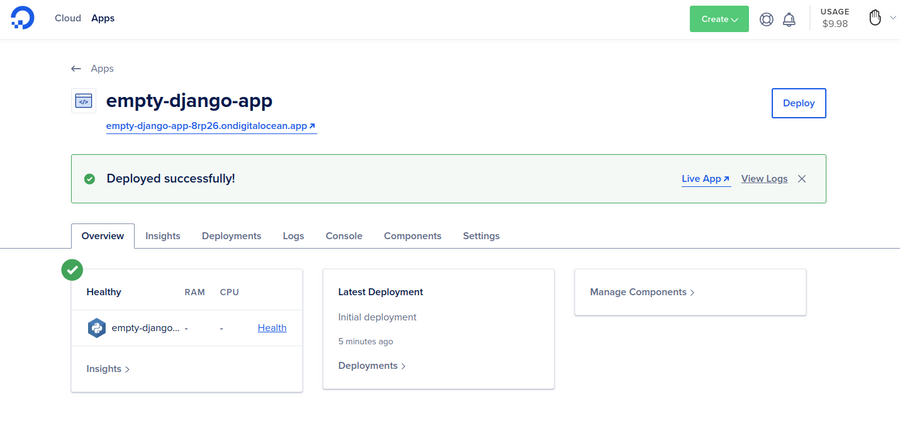 Cloud Apps Create USAGE
$9.98
← Apps
empty-django-app Deploy
empty-django-app-8rp26.ondigitalocean.app
Deployed successfully! Live App View Logs
Overview Insights Deployments Logs Console Components Settings
Healthy RAM CPU
empty-django... - - Health
Insights
Latest Deployment
Initial deployment
5 minutes ago
Deployments
Manage Components